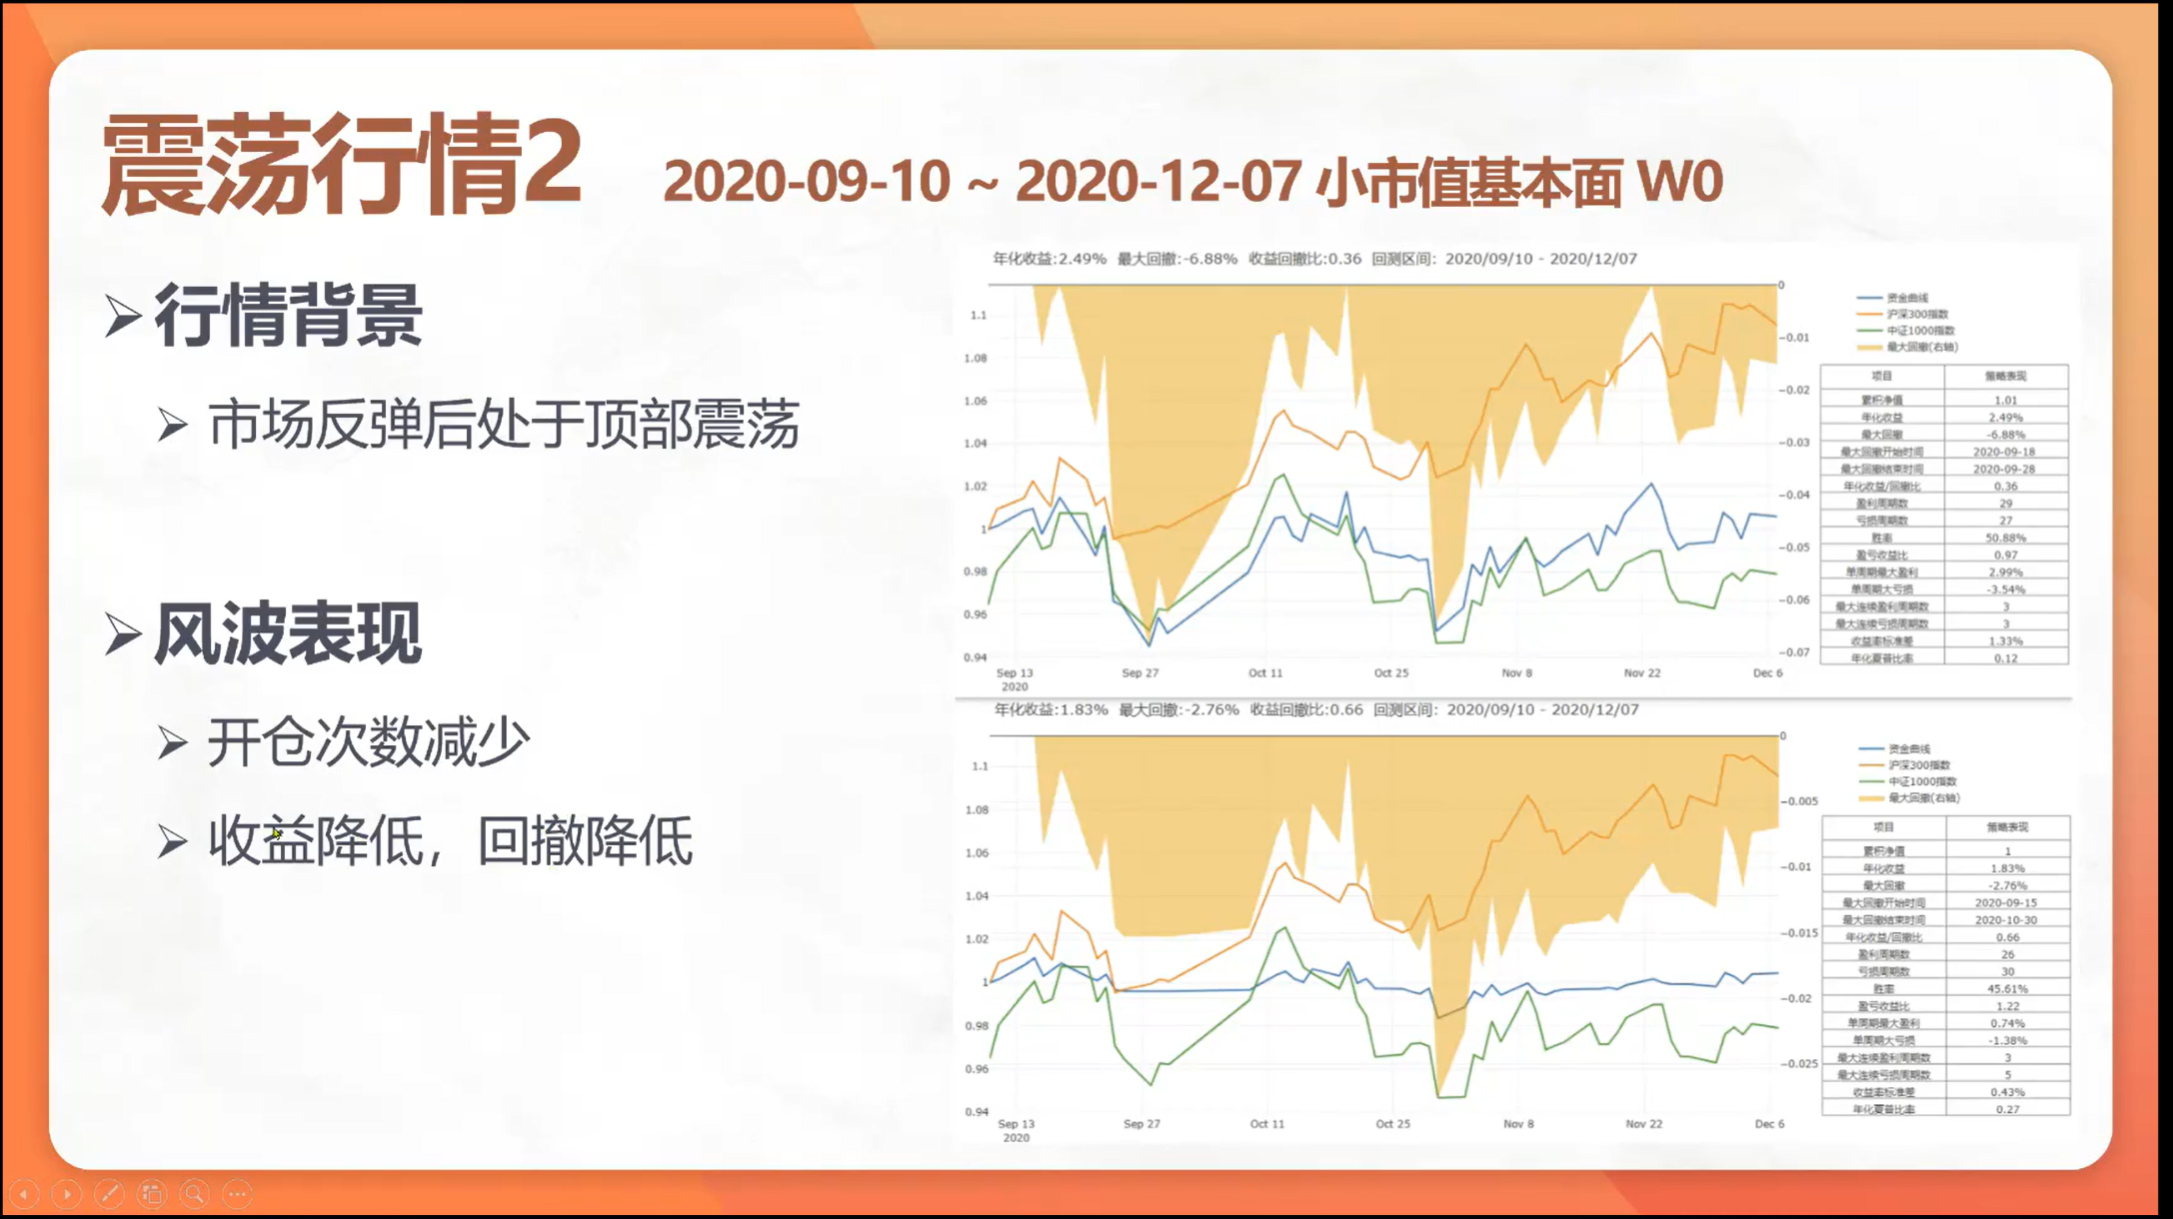 震荡行情2
2020-09-10 ~ 2020-12-07 小市值基本面 W0
行情背景
市场反弹后处于顶部震荡
风波表现
开仓次数减少
收益降低，回撤降低
年化收益:2.49% 最大回撤:-6.88% 收益回撤比:0.36 回测区间：2020/09/10 - 2020/12/07
1.1
1.08
1.06
1.04
1.02
1
0.98
0.96
0.94
0
−0.01
−0.02
−0.03
−0.04
−0.05
−0.06
−0.07
Sep 13 Sep 27 Oct 11 Oct 25 Nov 8 Nov 22 Dec 6
2020
资金曲线
沪深300指数
中证1000指数
最大回撤(右轴)
项目 策略表现
累积净值 1.01
年化收益 2.49%
最大回撤 -6.88%
最大回撤开始时间 2020-09-18
最大回撤结束时间 2020-09-28
年化收益/回撤比 0.36
盈利周期数 29
亏损周期数 27
胜率 50.88%
盈亏收益比 0.97
单周期最大盈利 2.99%
单周期大亏损 -3.54%
最大连续盈利周期数 3
最大连续亏损周期数 3
收益率标准差 1.33%
年化夏普比率 0.12
年化收益:1.83% 最大回撤:-2.76% 收益回撤比:0.66 回测区间：2020/09/10 - 2020/12/07
1.1
1.08
1.06
1.04
1.02
1
0.98
0.96
0.94
0
−0.005
−0.01
−0.015
−0.02
−0.025
Sep 13 Sep 27 Oct 11 Oct 25 Nov 8 Nov 22 Dec 6
2020
资金曲线
沪深300指数
中证1000指数
最大回撤(右轴)
项目 策略表现
累积净值 1
年化收益 1.83%
最大回撤 -2.76%
最大回撤开始时间 2020-09-15
最大回撤结束时间 2020-10-30
年化收益/回撤比 0.66
盈利周期数 26
亏损周期数 30
胜率 45.61%
盈亏收益比 1.22
单周期最大盈利 0.74%
单周期大亏损 -1.38%
最大连续盈利周期数 3
最大连续亏损周期数 5
收益率标准差 0.43%
年化夏普比率 0.27